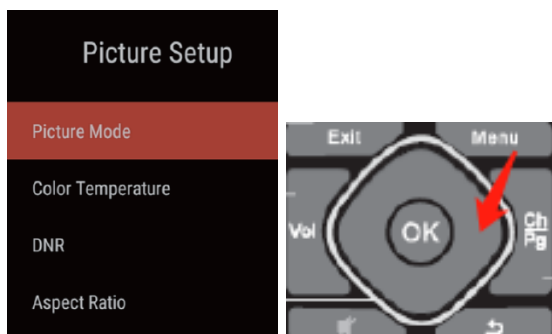 Picture Setup
Picture Mode
Color Temperature
DNR
Aspect Ratio
Exit
Menu
Vol
OK
Ch
Pg